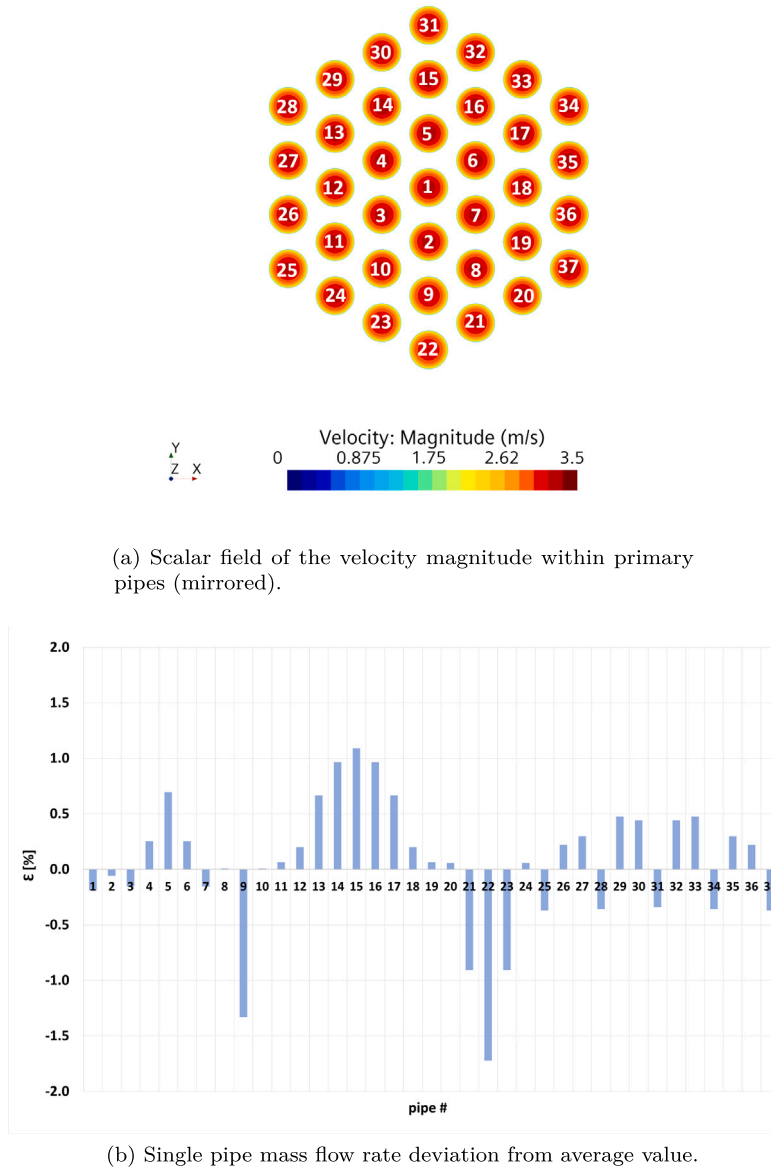 31
30 32
29 15 33
28 14 16 34
13 5 17
27 4 6 35
12 1 18
26 3 7 36
11 2 19
25 10 8 37
24 9 20
23 21
22
Velocity: Magnitude (m/s)
0 0.875 1.75 2.62 3.5
Y
Z X
(a) Scalar field of the velocity magnitude within primary
pipes (mirrored).
2.0
1.5
1.0
0.5
0.0
-0.5
-1.0
-1.5
-2.0
ε [%]
1 2 3 4 5 6 7 8 9 10 11 12 13 14 15 16 17 18 19 20 21 22 23 24 25 26 27 28 29 30 31 32 33 34 35 36
pipe #
(b) Single pipe mass flow rate deviation from average value.